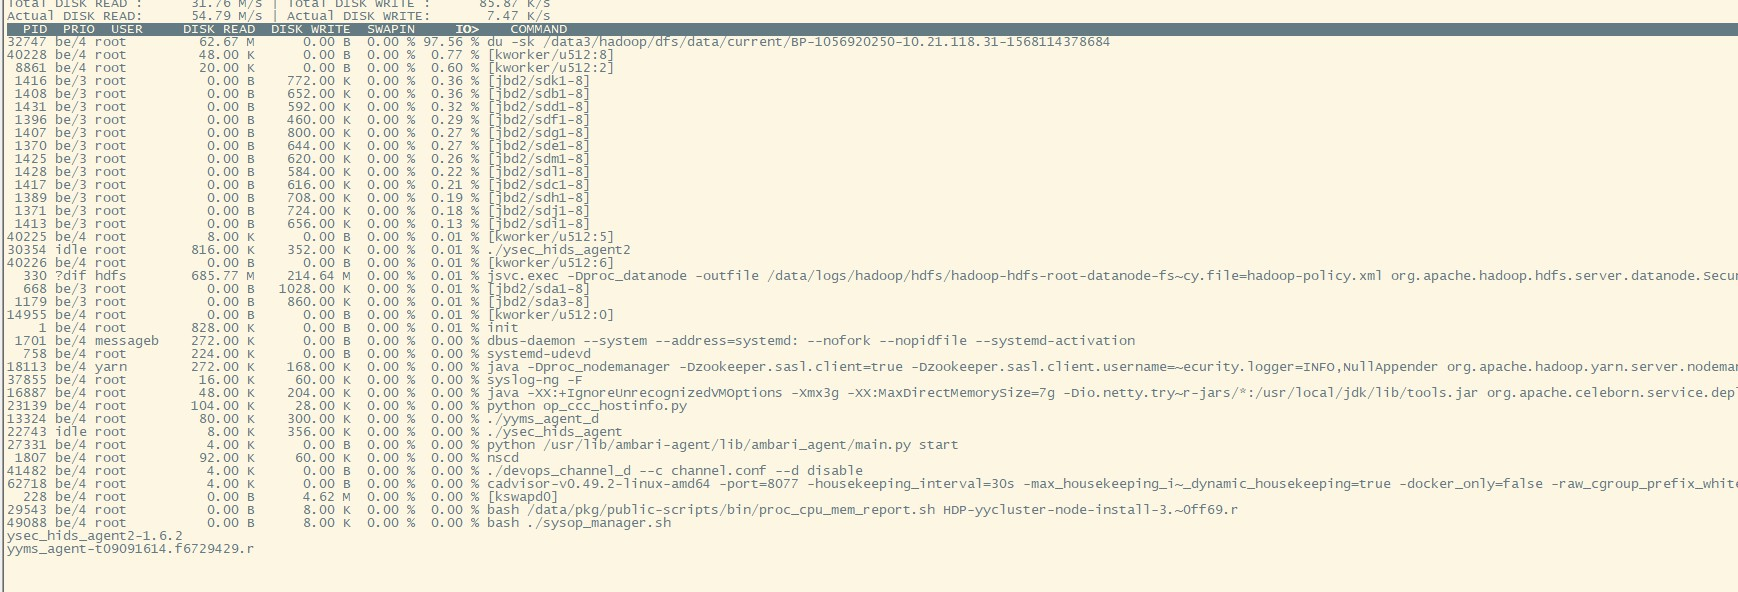 Total DISK READ :      31.76 M/s | Total DISK WRITE :      85.87 K/s
Actual DISK READ:      54.79 M/s | Actual DISK WRITE:       7.47 K/s
PID  PRIO  USER     DISK READ  DISK WRITE  SWAPIN     IO>    COMMAND
32747 be/4 root       62.67 M    0.00 B  0.00 % 97.56 % du -sk /data3/hadoop/dfs/data/current/BP-1056920250-10.21.118.31-1568114378684
40228 be/4 root       48.00 K    0.00 B  0.00 %  0.77 % [kworker/u512:8]
8861 be/4 root       20.00 K    0.00 B  0.00 %  0.60 % [kworker/u512:2]
1416 be/3 root        0.00 B  772.00 K  0.00 %  0.36 % [jbd2/sdk1-8]
1408 be/3 root        0.00 B  652.00 K  0.00 %  0.36 % [jbd2/sdb1-8]
1431 be/3 root        0.00 B  592.00 K  0.00 %  0.32 % [jbd2/sdd1-8]
1396 be/3 root        0.00 B  460.00 K  0.00 %  0.29 % [jbd2/sdf1-8]
1407 be/3 root        0.00 B  800.00 K  0.00 %  0.27 % [jbd2/sdg1-8]
1370 be/3 root        0.00 B  644.00 K  0.00 %  0.27 % [jbd2/sde1-8]
1425 be/3 root        0.00 B  620.00 K  0.00 %  0.26 % [jbd2/sdm1-8]
1428 be/3 root        0.00 B  584.00 K  0.00 %  0.22 % [jbd2/sdl1-8]
1417 be/3 root        0.00 B  616.00 K  0.00 %  0.21 % [jbd2/sdc1-8]
1389 be/3 root        0.00 B  708.00 K  0.00 %  0.19 % [jbd2/sdh1-8]
1371 be/3 root        0.00 B  724.00 K  0.00 %  0.18 % [jbd2/sdj1-8]
1413 be/3 root        0.00 B  656.00 K  0.00 %  0.13 % [jbd2/sdi1-8]
40225 be/4 root        8.00 K    0.00 B  0.00 %  0.01 % [kworker/u512:5]
30354 idle root      816.00 K  352.00 K  0.00 %  0.01 % ./ysec_hids_agent2
40226 be/4 root        0.00 B    0.00 B  0.00 %  0.01 % [kworker/u512:6]
330 ?dif hdfs      685.77 M  214.64 M  0.00 %  0.01 % jsvc.exec -Dproc_datanode -outfile /data/logs/hadoop/hdfs/hadoop-hdfs-root-datanode-fs~cy.file=hadoop-policy.xml org.apache.hadoop.hdfs.server.datanode.Secur
668 be/3 root        0.00 B 1028.00 K  0.00 %  0.01 % [jbd2/sda1-8]
1179 be/3 root        0.00 B  860.00 K  0.00 %  0.01 % [jbd2/sda3-8]
14955 be/4 root        0.00 B    0.00 B  0.00 %  0.01 % [kworker/u512:0]
1 be/4 root      828.00 K    0.00 B  0.00 %  0.01 % init
1701 be/4 messageb  272.00 K    0.00 B  0.00 %  0.00 % dbus-daemon --system --address=systemd: --nofork --nopidfile --systemd-activation
758 be/4 root      224.00 K    0.00 B  0.00 %  0.00 % systemd-udevd
18113 be/4 yarn      272.00 K  168.00 K  0.00 %  0.00 % java -Dproc_nodemanager -Dzookeeper.sasl.client=true -Dzookeeper.sasl.client.username=~ecurity.logger=INFO,NullAppender org.apache.hadoop.yarn.server.nodemar
37855 be/4 root       16.00 K   60.00 K  0.00 %  0.00 % syslog-ng -F
16887 be/4 root       48.00 K  204.00 K  0.00 %  0.00 % java -XX:+IgnoreUnrecognizedVMOptions -Xmx3g -XX:MaxDirectMemorySize=7g -Dio.netty.try~r-jars/*:/usr/local/jdk/lib/tools.jar org.apache.celeborn.service.depl
23139 be/4 root      104.00 K   28.00 K  0.00 %  0.00 % python op_ccc_hostinfo.py
13324 be/4 root       80.00 K  300.00 K  0.00 %  0.00 % ./yyms_agent_d
22743 idle root        8.00 K  356.00 K  0.00 %  0.00 % ./ysec_hids_agent
27331 be/4 root        4.00 K    0.00 B  0.00 %  0.00 % python /usr/lib/ambari-agent/lib/ambari_agent/main.py start
1807 be/4 root       92.00 K   60.00 K  0.00 %  0.00 % nscd
41482 be/4 root        4.00 K    0.00 B  0.00 %  0.00 % ./devops_channel_d --c channel.conf --d disable
62718 be/4 root        4.00 K    0.00 B  0.00 %  0.00 % cadvisor-v0.49.2-linux-amd64 -port=8077 -housekeeping_interval=30s -max_housekeeping_i~_dynamic_housekeeping=true -docker_only=false -raw_cgroup_prefix_white
228 be/4 root        0.00 B    4.62 M  0.00 %  0.00 % [kswapd0]
29543 be/4 root        0.00 B    8.00 K  0.00 %  0.00 % bash /data/pkg/public-scripts/bin/proc_cpu_mem_report.sh HDP-yycluster-node-install-3.~0ff69.r
49088 be/4 root        0.00 B    8.00 K  0.00 %  0.00 % bash ./sysop_manager.sh
ysec_hids_agent2-1.6.2
yyms_agent-t09091614.f6729429.r